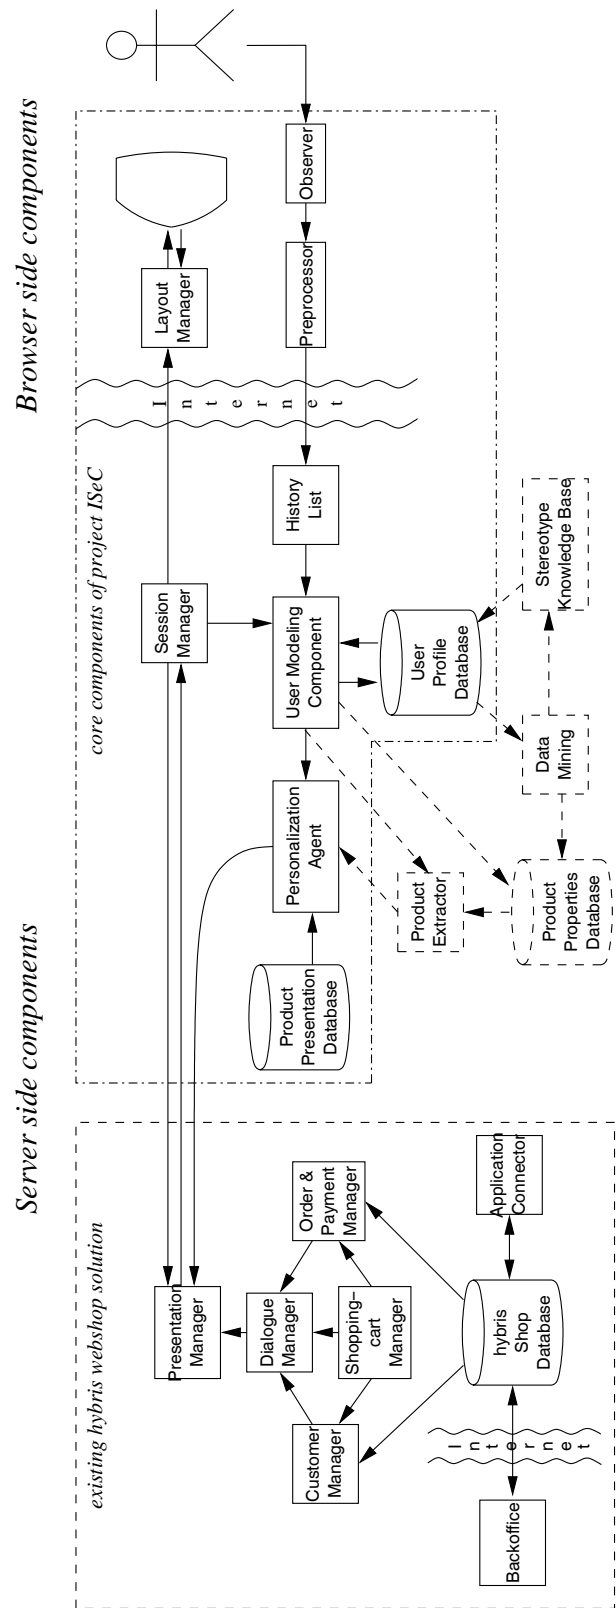 Server side components
Browser side components
existing hybris webshop solution
core components of project ISeC
Presentation
Manager
Session
Manager
Layout
Manager
Internet
Dialogue
Manager
Customer
Manager
Shopping-
cart
Manager
Order &
Payment
Manager
Product
Presentation
Database
Personalization
Agent
User Modeling
Component
History
List
Preprocessor
Observer
User
Profile
Database
Product
Extractor
Backoffice
Internet
hybris
Shop
Database
Application
Connector
Product
Properties
Database
Data
Mining
Stereotype
Knowledge Base